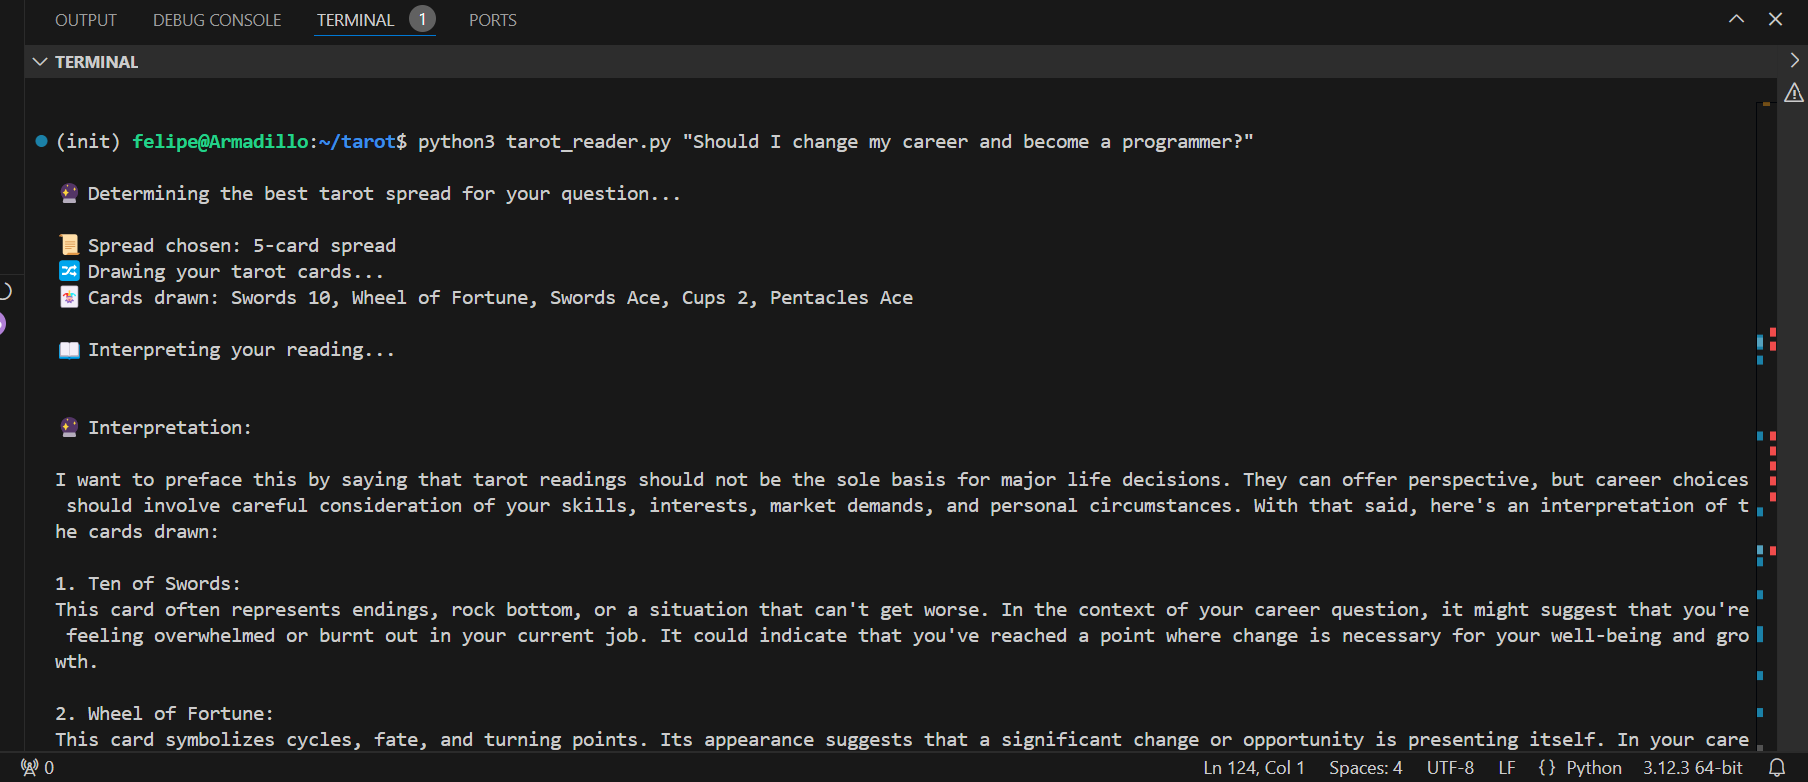 OUTPUT DEBUG CONSOLE TERMINAL 1 PORTS
TERMINAL
(init) felipe@Armadillo:~/tarot$ python3 tarot_reader.py "Should I change my career and become a programmer?"
🔮 Determining the best tarot spread for your question...
📜 Spread chosen: 5-card spread
🔀 Drawing your tarot cards...
🃏 Cards drawn: Swords 10, Wheel of Fortune, Swords Ace, Cups 2, Pentacles Ace
📖 Interpreting your reading...
🔮 Interpretation:
I want to preface this by saying that tarot readings should not be the sole basis for major life decisions. They can offer perspective, but career choices
should involve careful consideration of your skills, interests, market demands, and personal circumstances. With that said, here's an interpretation of t
he cards drawn:
1. Ten of Swords:
This card often represents endings, rock bottom, or a situation that can't get worse. In the context of your career question, it might suggest that you're
feeling overwhelmed or burnt out in your current job. It could indicate that you've reached a point where change is necessary for your well-being and gro
wth.
2. Wheel of Fortune:
This card symbolizes cycles, fate, and turning points. Its appearance suggests that a significant change or opportunity is presenting itself. In your care
0 Ln 124, Col 1 Spaces: 4 UTF-8 LF {} Python 3.12.3 64-bit